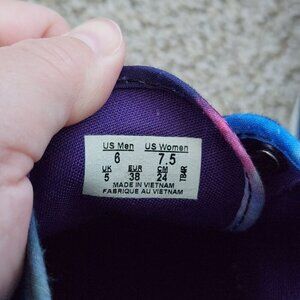 US Men US Women
6 7.5
UK EUR CM
5 38 24
MADE IN VIETNAM
FABRIQUE AU VIETNAM